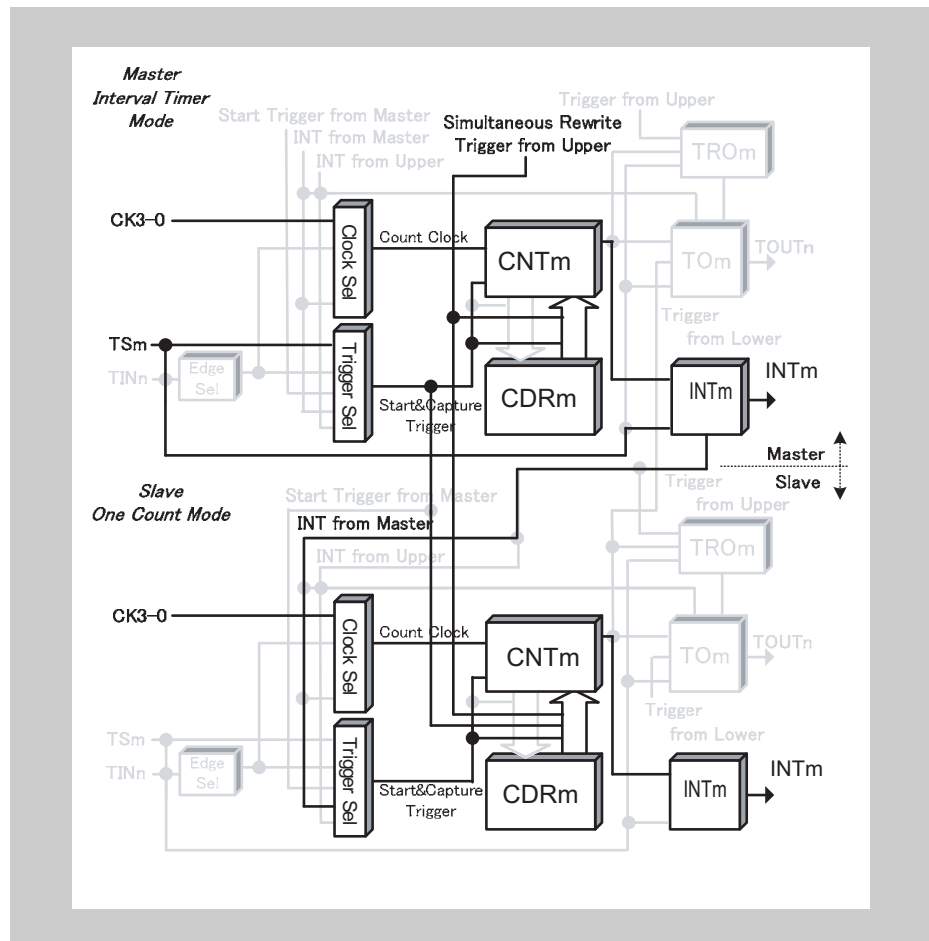 Master
Interval Timer
Mode
Start Trigger from Master
INT from Master
INT from Upper
Simultaneous Rewrite
Trigger from Upper
Trigger from Upper
TROm
CK3-0
Clock Sel
Count Clock
CNTm
TOm
TOUTn
Trigger
from Lower
TSm
TINn
Edge
Sel
Trigger Sel
Start&Capture
Trigger
CDRm
INTm
INTm
Master
Slave
Slave
One Count Mode
Start Trigger from Master
INT from Master
INT from Upper
Trigger
from Upper
TROm
CK3-0
Clock Sel
Count Clock
CNTm
TOm
TOUTn
Trigger
from Lower
TSm
TINn
Edge
Sel
Trigger Sel
Start&Capture
Trigger
CDRm
INTm
INTm